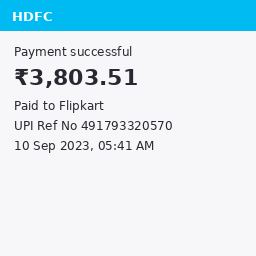 HDFC
Payment successful
₹3,803.51
Paid to Flipkart
UPI Ref No 491793320570
10 Sep 2023, 05:41 AM